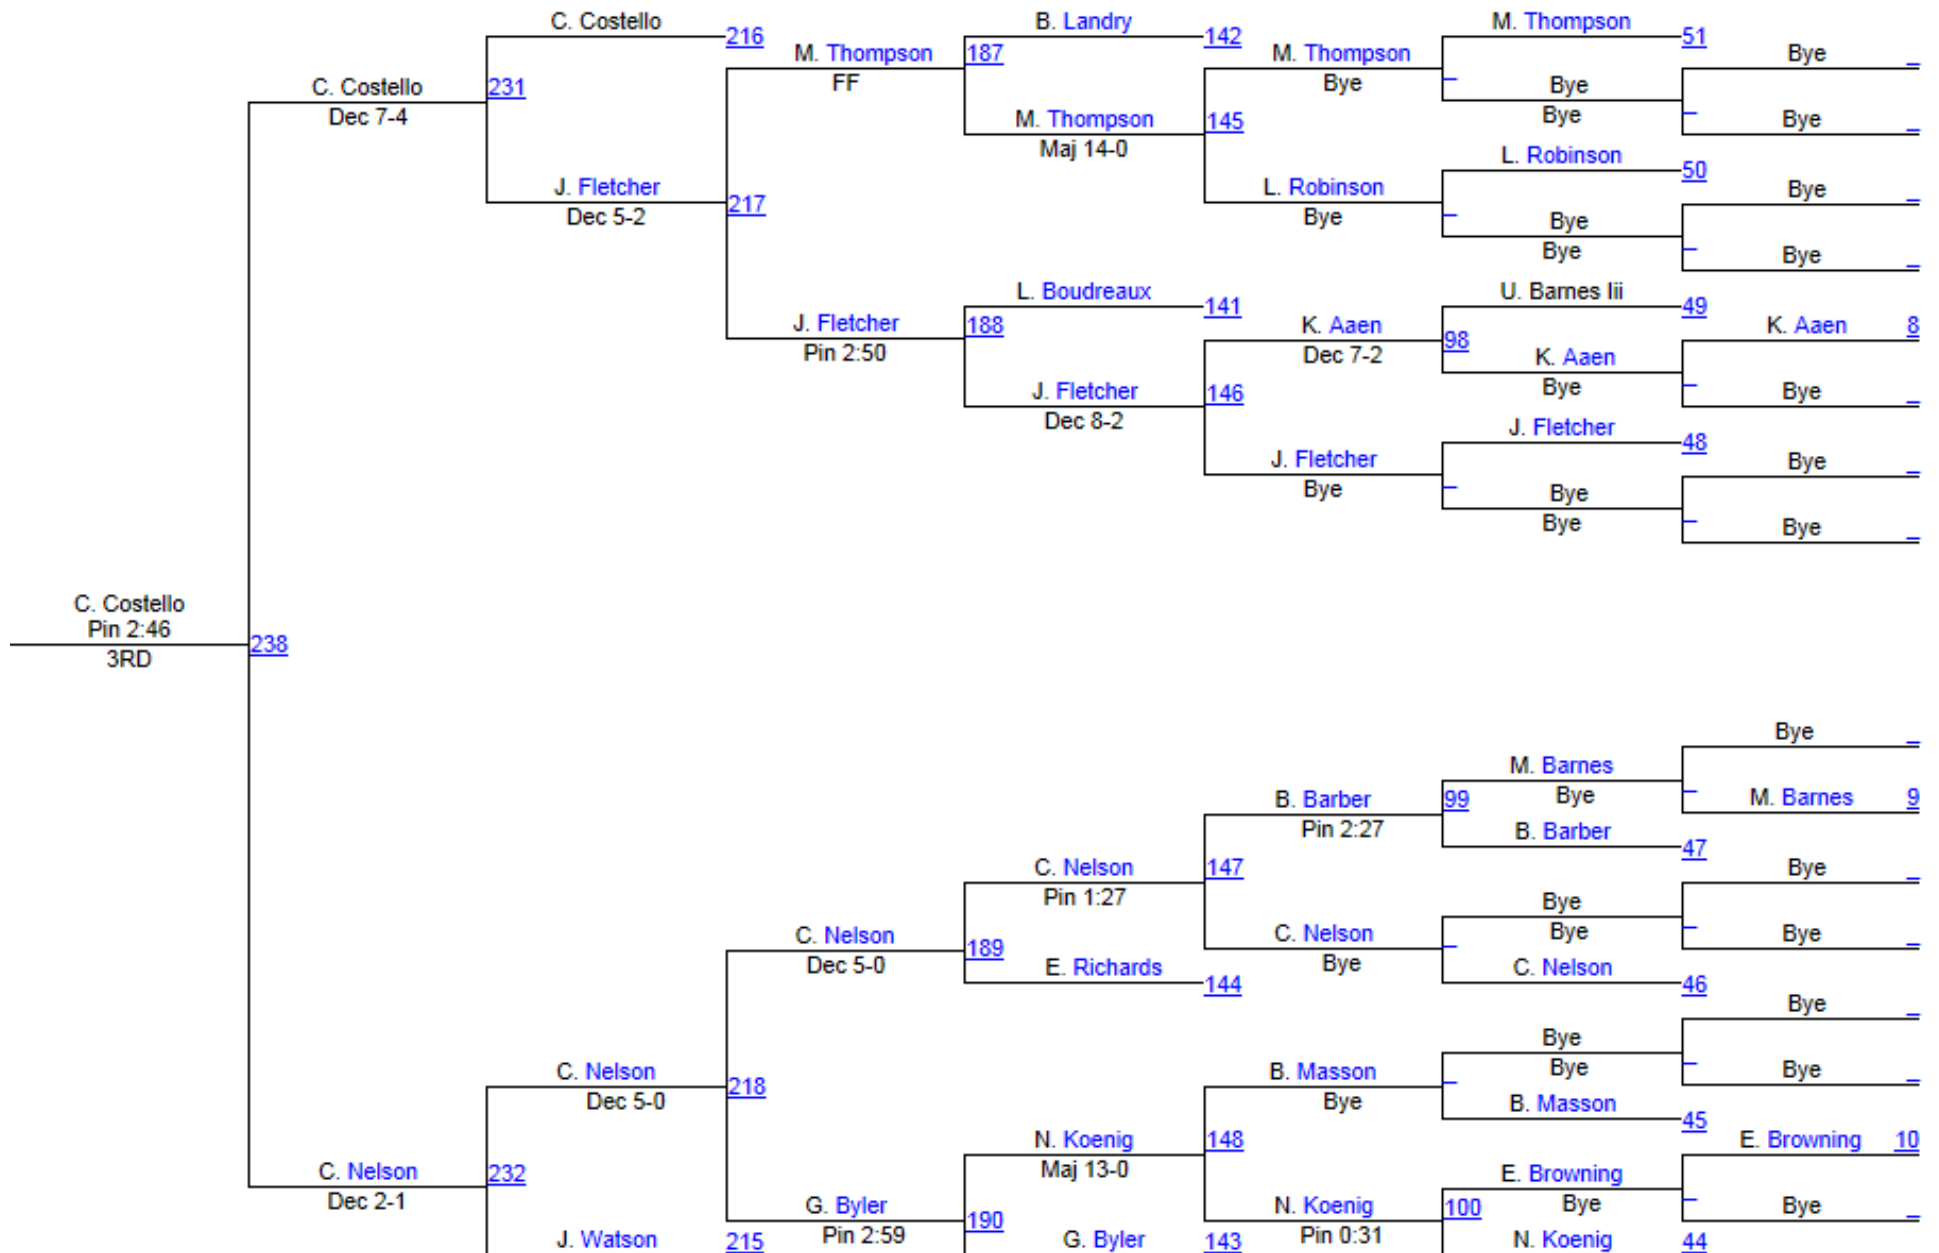 C. Costello
216
B. Landry
142
M. Thompson
51
M. Thompson
187
M. Thompson
Bye
_
FF
Bye
_
Bye
C. Costello
231
Bye
Dec 7-4
M. Thompson
145
Bye
_
Maj 14-0
_
L. Robinson
50
J. Fletcher
L. Robinson
Bye
_
Dec 5-2
217
Bye
_
Bye
Bye
_
Bye
_
L. Boudreaux
141
U. Barnes Iii
49
J. Fletcher
188
K. Aaen
98
K. Aaen
8
Pin 2:50
Dec 7-2
K. Aaen
J. Fletcher
146
Bye
_
Bye
_
Dec 8-2
J. Fletcher
48
J. Fletcher
Bye
_
Bye
_
Bye
Bye
_
Bye
_
C. Costello
Pin 2:46
238
3RD
Bye
_
M. Barnes
B. Barber
99
Bye
_
M. Barnes
9
Pin 2:27
B. Barber
47
C. Nelson
147
Bye
_
Pin 1:27
Bye
C. Nelson
189
C. Nelson
_
Bye
_
Bye
_
Dec 5-0
E. Richards
144
Bye
C. Nelson
46
Bye
_
Bye
C. Nelson
218
B. Masson
_
Bye
_
Bye
_
Dec 5-0
Bye
B. Masson
45
N. Koenig
148
E. Browning
10
Maj 13-0
C. Nelson
232
E. Browning
Dec 2-1
G. Byler
190
N. Koenig
100
Bye
_
Bye
_
Pin 2:59
Pin 0:31
J. Watson
215
G. Byler
143
N. Koenig
44